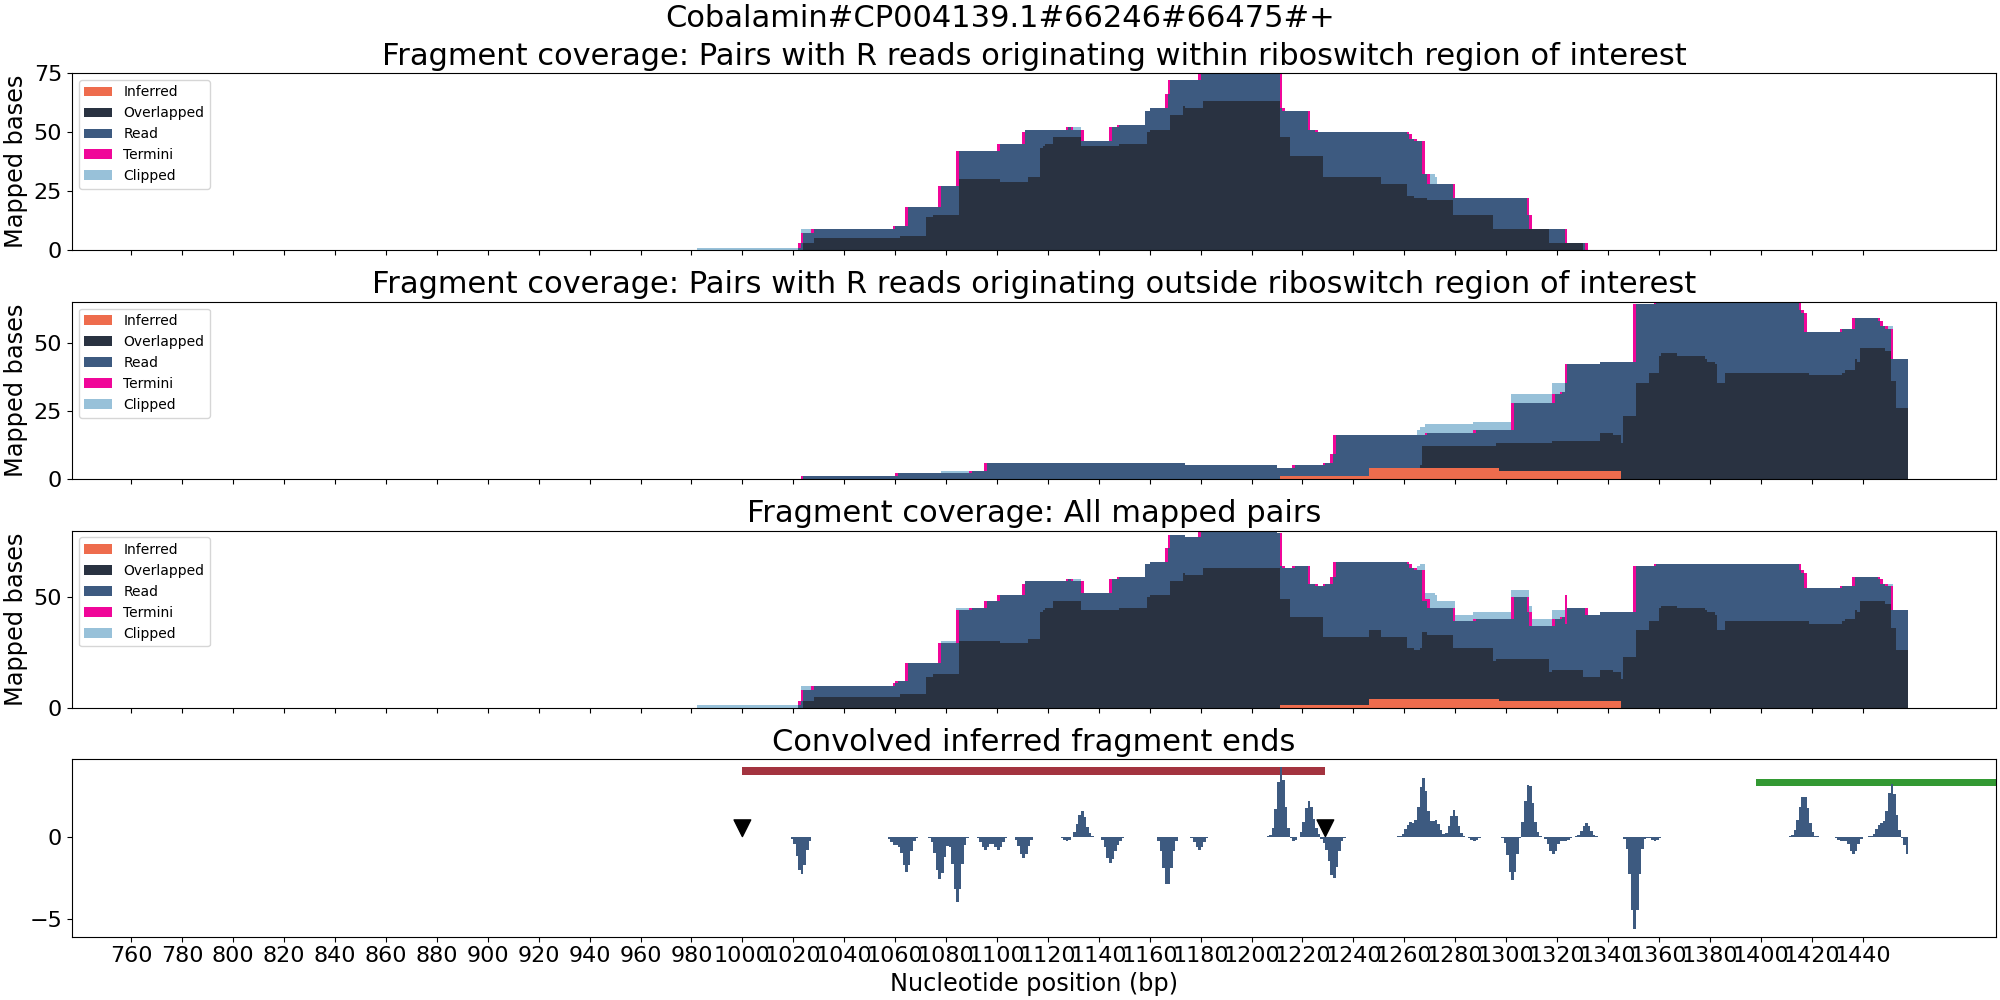 Cobalamin#CP004139.1#66246#66475#+
Fragment coverage: Pairs with R reads originating within riboswitch region of interest
Mapped bases
75
50
25
0
Inferred
Overlapped
Read
Termini
Clipped
Fragment coverage: Pairs with R reads originating outside riboswitch region of interest
Mapped bases
50
25
0
Inferred
Overlapped
Read
Termini
Clipped
Fragment coverage: All mapped pairs
Mapped bases
50
0
Inferred
Overlapped
Read
Termini
Clipped
Convolved inferred fragment ends
0
−5
760 780 800 820 840 860 880 900 920 940 960 980 1000 1020 1040 1060 1080 1100 1120 1140 1160 1180 1200 1220 1240 1260 1280 1300 1320 1340 1360 1380 1400 1420 1440
Nucleotide position (bp)